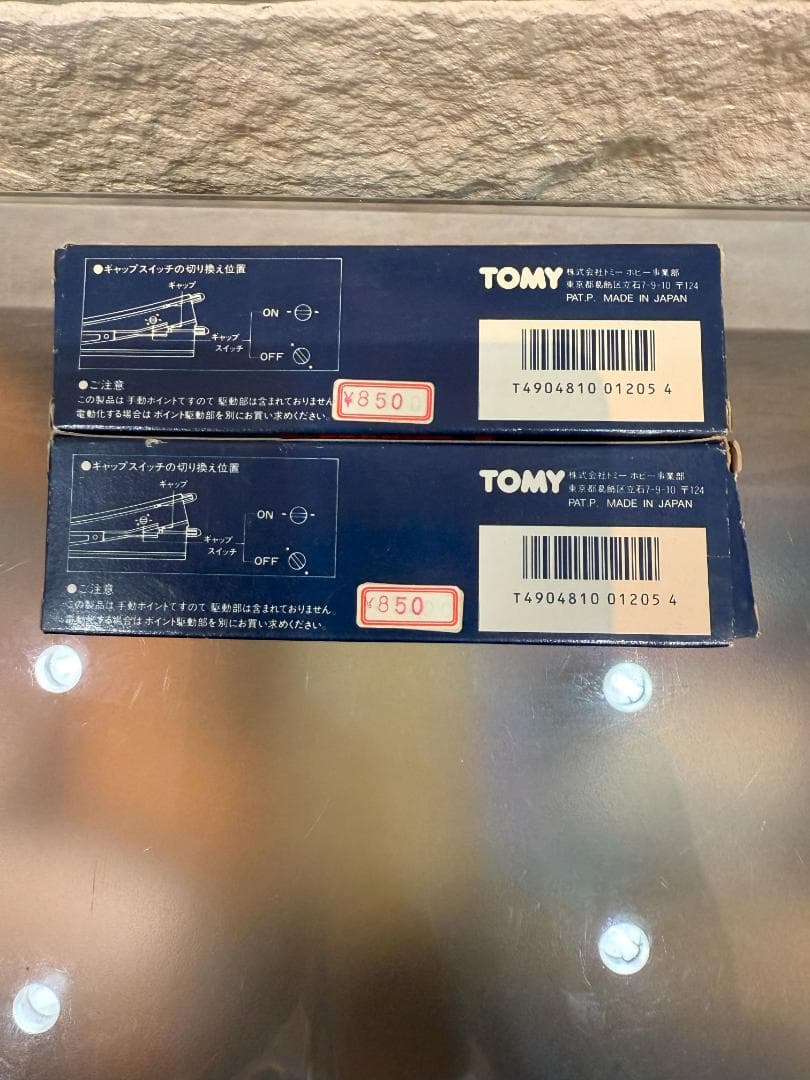 ●ギャップスイッチの切り換え位置
ギャップ
ギャップ
スイッチ
ON
OFF
●ご注意
この製品は手動ポイントですので駆動部は含まれておりません
電動化する場合はポイント駆動部を別にお買い求めください。
¥850
TOMY
株式会社トミー ホビー事業部
東京都葛飾区立石7-9-10 〒124
PAT.P. MADE IN JAPAN
T4904810 01205 4
●ギャップスイッチの切り換え位置
ギャップ
ギャップ
スイッチ
ON
OFF
●ご注意
この製品は手動ポイントですので駆動部は含まれておりません。
電動化する場合はポイント駆動部を別にお買い求めください。
¥850
TOMY
株式会社トミー ホビー事業部
東京都葛飾区立石7-9-10 〒124
PAT.P. MADE IN JAPAN
T4904810 01205 4